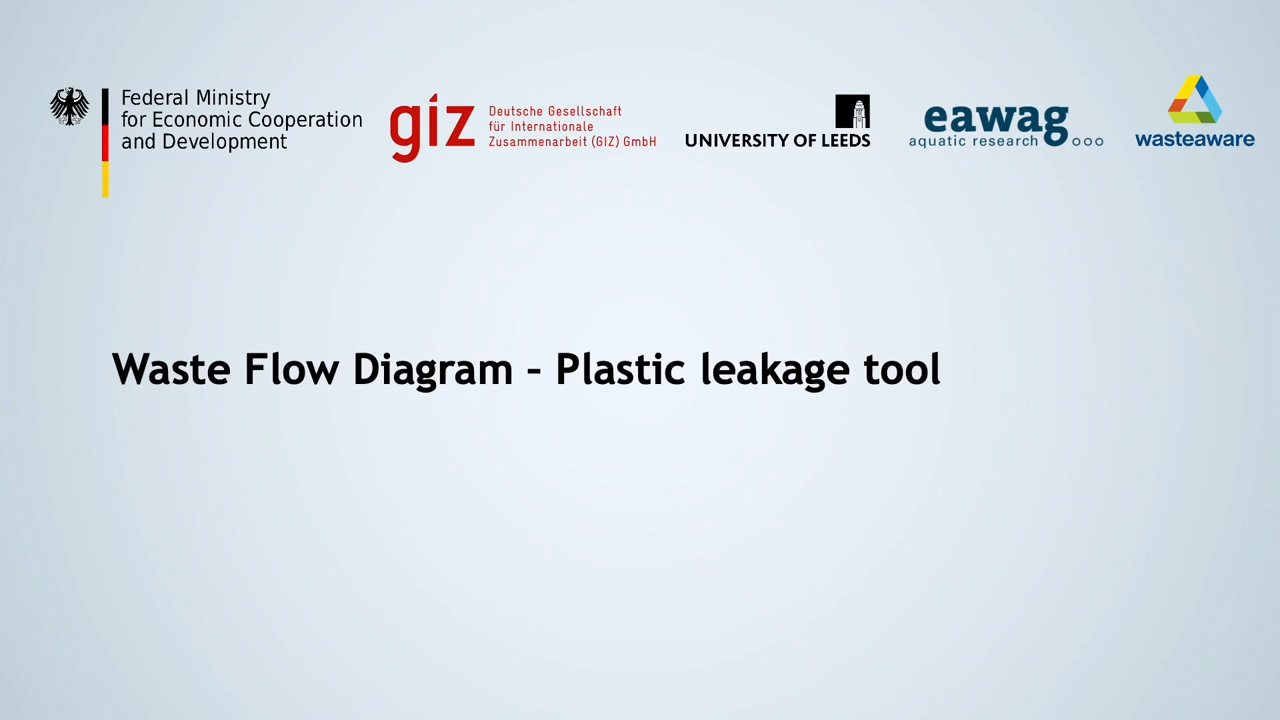 Federal Ministry
for Economic Cooperation
and Development
giz
Deutsche Gesellschaft
für Internationale
Zusammenarbeit (GIZ) GmbH
UNIVERSITY OF LEEDS
eawag
aquatic research
wasteaware
Waste Flow Diagram – Plastic leakage tool